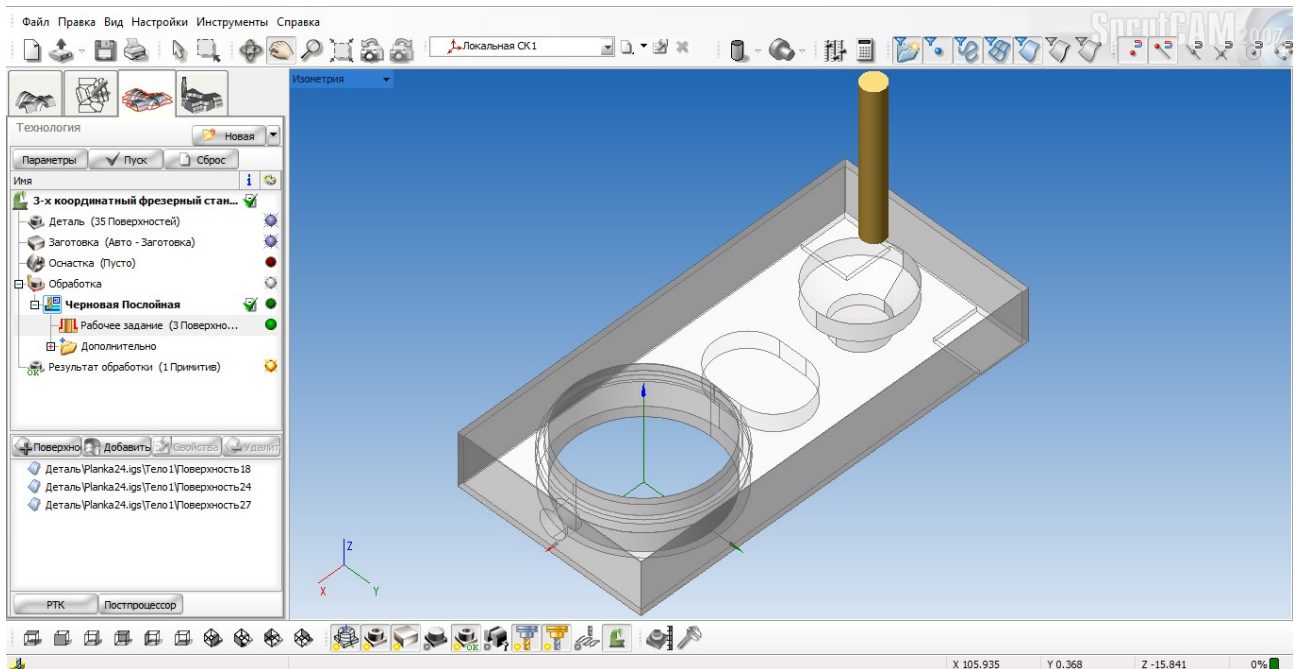 Файл Правка Вид Настройки Инструменты Справка
SprutCAM 2007
Локальная СК1
Изометрия
Технология
Новая
Параметры Пуск Сброс
Имя
3-х координатный фрезерный стан...
Деталь (35 Поверхностей)
Заготовка (Авто - Заготовка)
Оснастка (Пусто)
Обработка
Черновая Послойная
Рабочее задание (3 Поверхно...
Дополнительно
Результат обработки (1 Примитив)
Поверхно Добавить Свойства Удалит
Деталь\Planka24.igs\Тело1\Поверхность18
Деталь\Planka24.igs\Тело1\Поверхность24
Деталь\Planka24.igs\Тело1\Поверхность27
Z
X Y
РТК Постпроцессор
X 105.935 Y 0.368 Z -15.841 0%